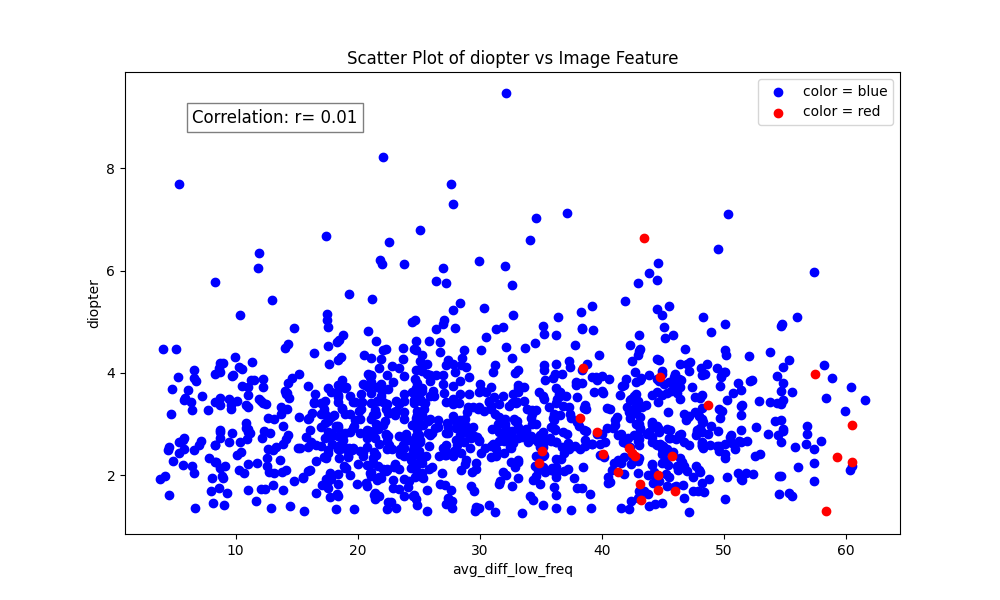 Scatter Plot of diopter vs Image Feature
Correlation: r= 0.01
color = blue
color = red
diopter
8
6
4
2
10 20 30 40 50 60
avg_diff_low_freq